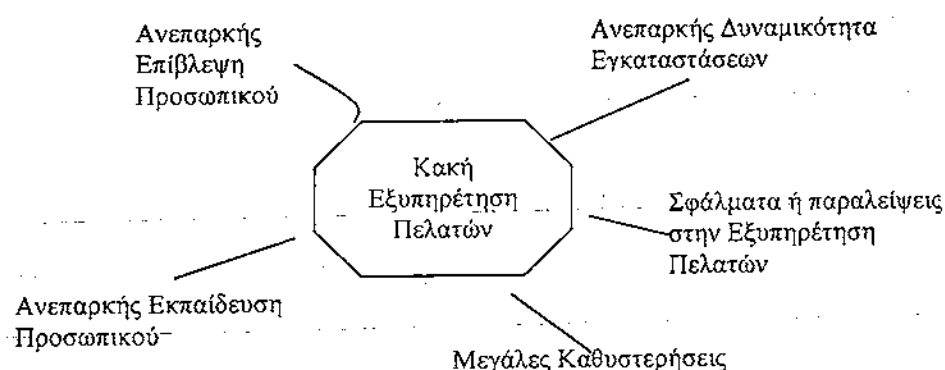 Ανεπαρκής
Επίβλεψη
Προσωπικού
Ανεπαρκής Δυναμικότητα
Εγκαταστάσεων
Κακή
Εξυπηρέτηση
Πελατών
Σφάλματα ή παραλείψεις
στην Εξυπηρέτηση
Πελατών
Ανεπαρκής Εκπαίδευση
Προσωπικού
Μεγάλες Καθυστερήσεις